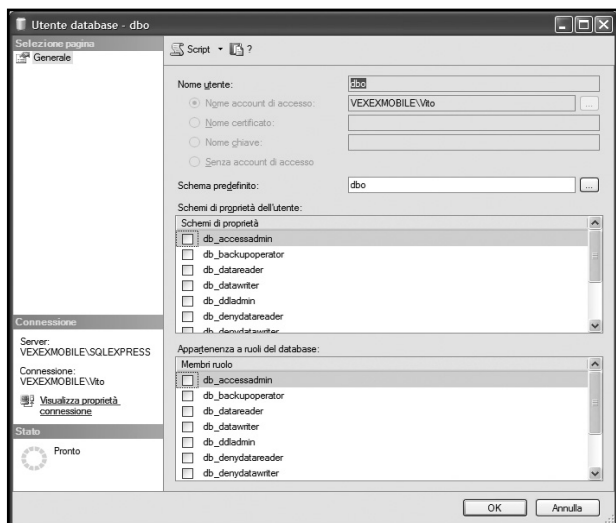 Utente database - dbo
Selezione pagina
Generale
Script ?
Nome utente: dbo
Nome account di accesso: VEXEXMOBILE\Vito ...
Nome certificato:
Nome chiave:
Senza account di accesso
Schema predefinito: dbo ...
Schemi di proprietà dell'utente:
Schemi di proprietà
db_accessadmin
db_backupoperator
db_datareader
db_datawriter
db_ddladmin
db_denydatareader
db_denydatawriter
Appartenenza a ruoli del database:
Membri ruolo
db_accessadmin
db_backupoperator
db_datareader
db_datawriter
db_ddladmin
db_denydatareader
db_denydatawriter
Connessione
Server:
VEXEXMOBILE\SQLEXPRESS
Connessione:
VEXEXMOBILE\Vito
Visualizza proprietà
connessione
Stato
Pronto
OK Annulla